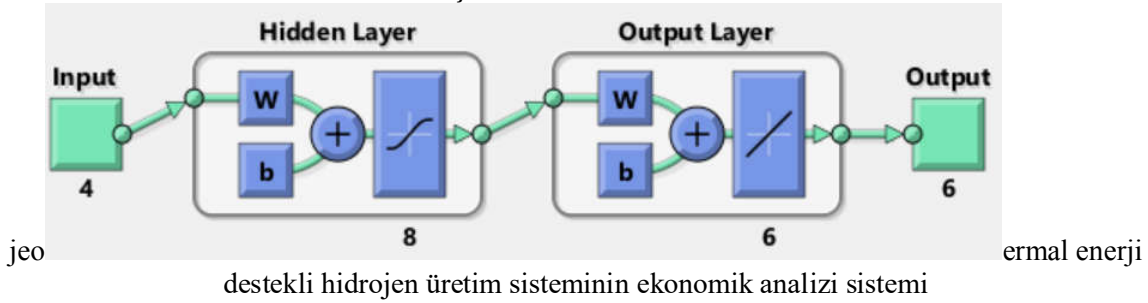 Hidden Layer Output Layer
Input Output
W W
b b
4 6
8 6
jeo ermal enerji
destekli hidrojen üretim sisteminin ekonomik analizi sistemi